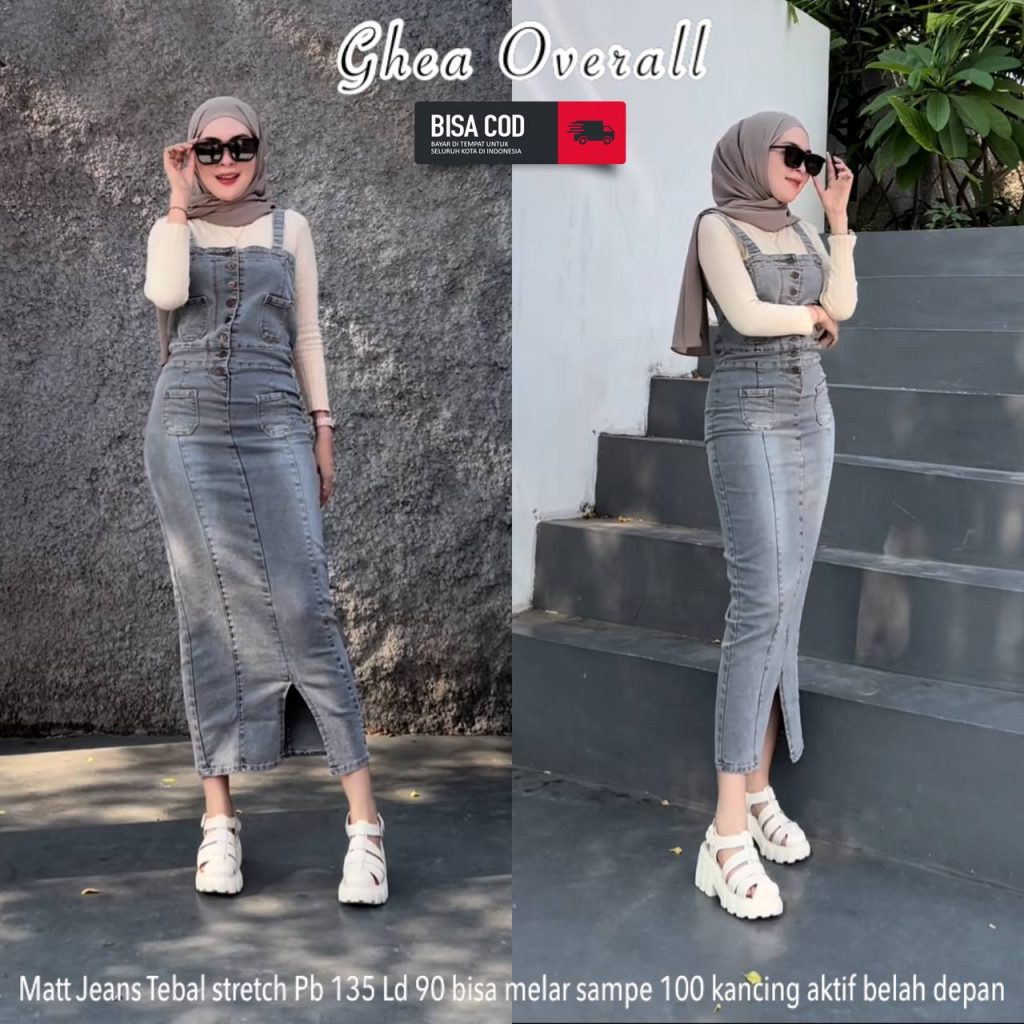 Ghea Overall
BISA COD
BAYAR DI TEMPAT UNTUK
SELURUH KOTA DI INDONESIA
Matt Jeans Tebal stretch Pb 135 Ld 90 bisa melar sampe 100 kancing aktif belah depan